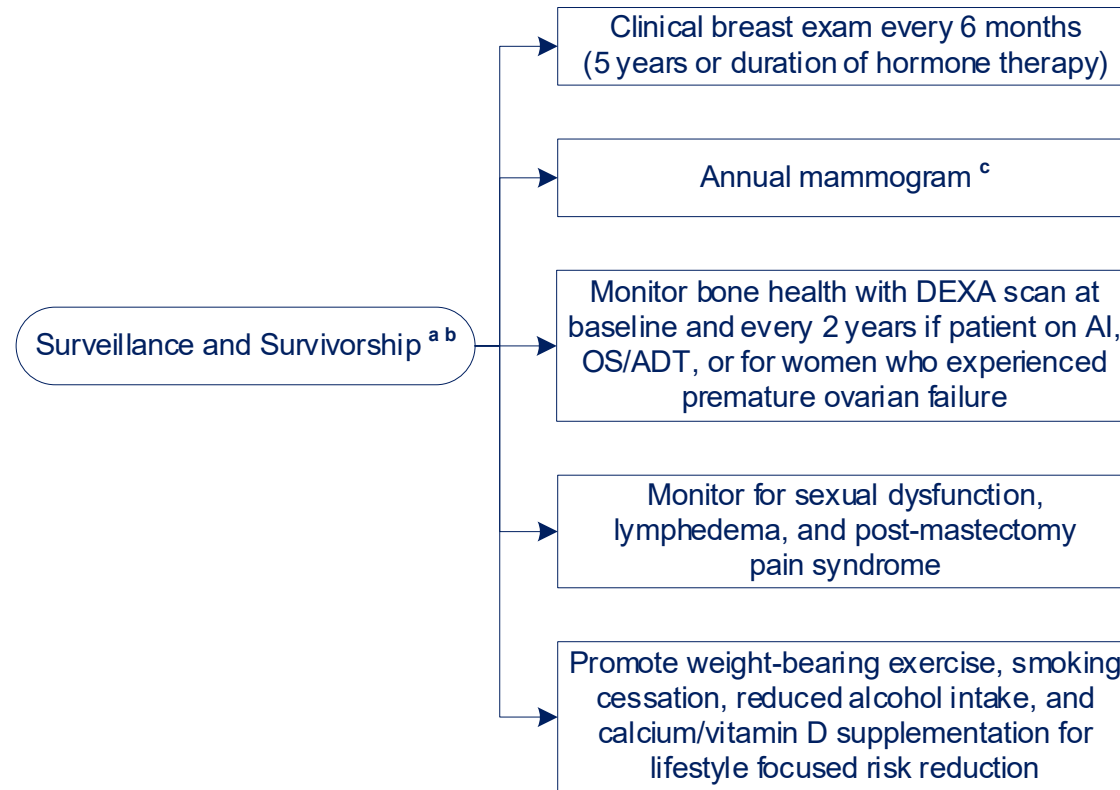 Clinical breast exam every 6 months
(5 years or duration of hormone therapy)
Annual mammogram c
Monitor bone health with DEXA scan at
baseline and every 2 years if patient on AI,
OS/ADT, or for women who experienced
premature ovarian failure
Surveillance and Survivorship a b
Monitor for sexual dysfunction,
lymphedema, and post-mastectomy
pain syndrome
Promote weight-bearing exercise, smoking
cessation, reduced alcohol intake, and
calcium/vitamin D supplementation for
lifestyle focused risk reduction